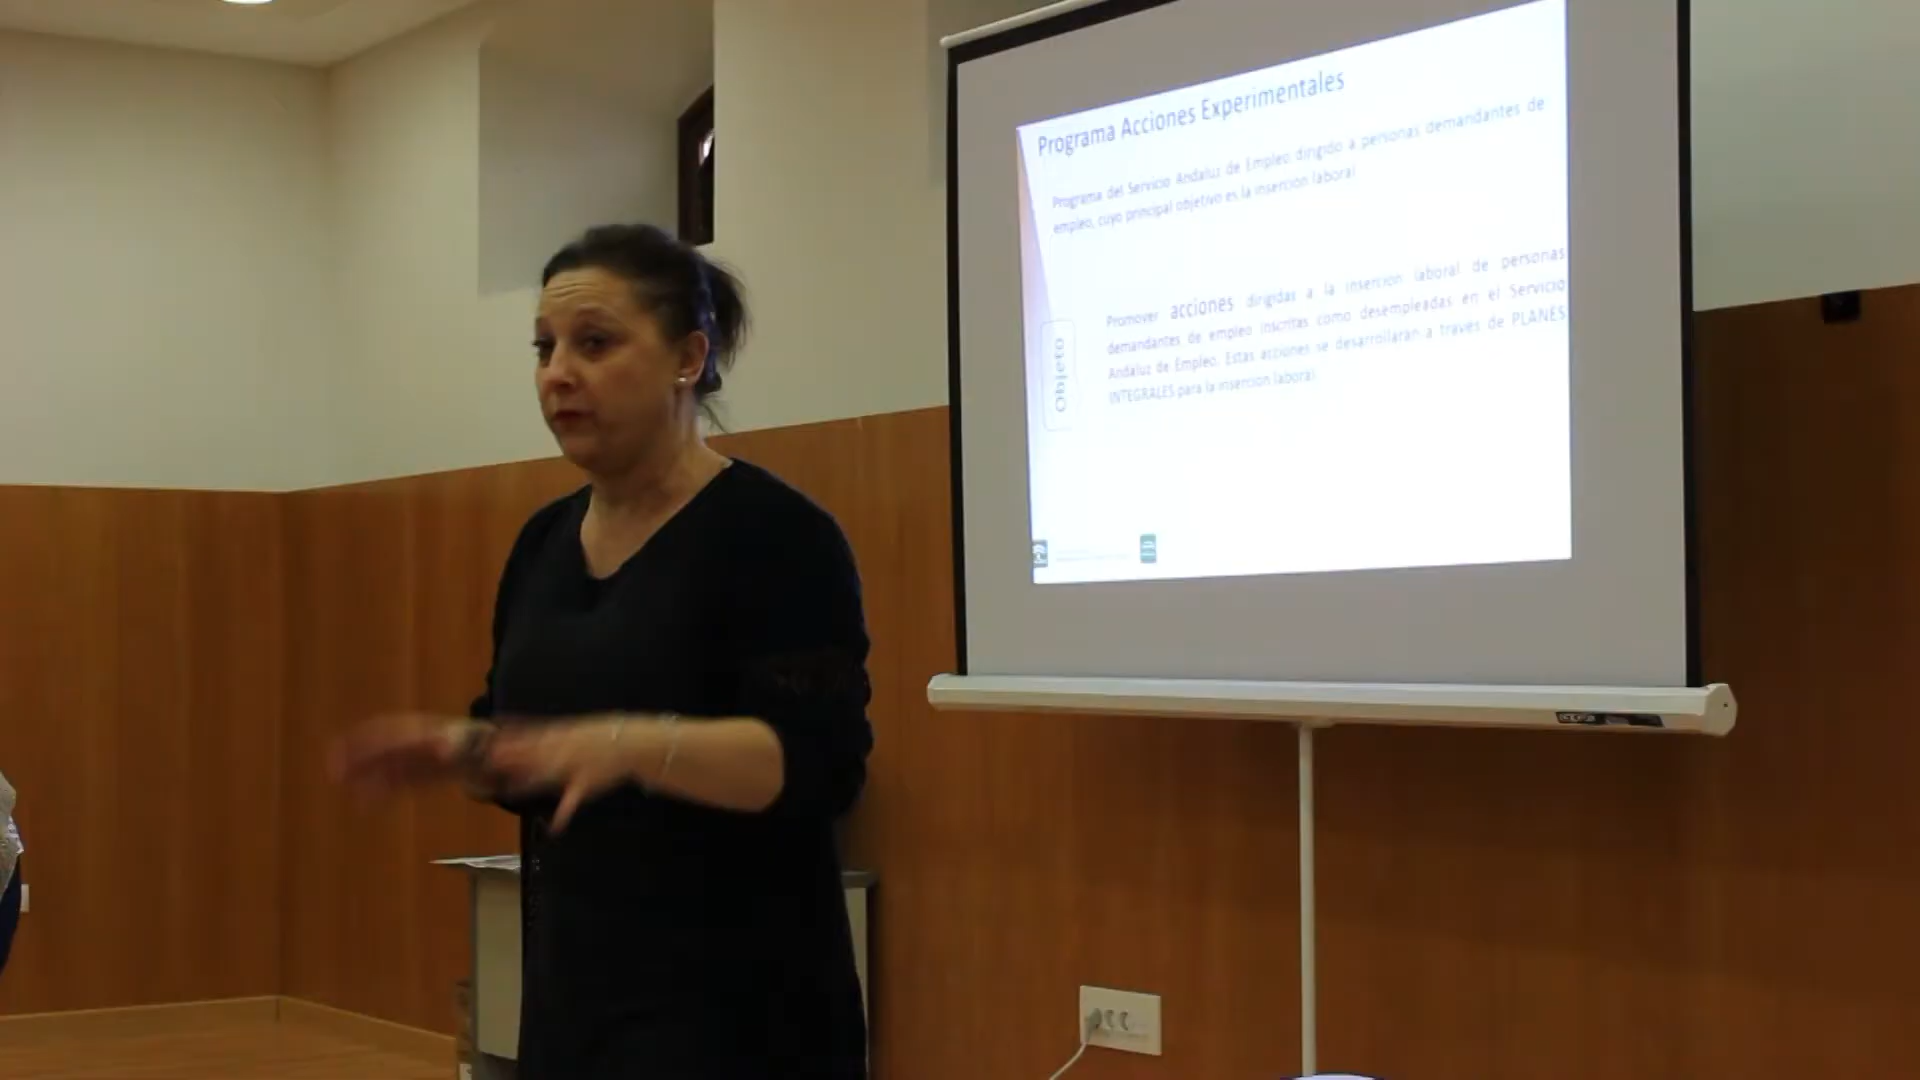 Programa Acciones Experimentales
Programa del Servicio Andaluz de Empleo dirigido a personas demandantes de
empleo, cuyo principal objetivo es la inserción laboral
Objeto
Promover acciones dirigidas a la inserción laboral de personas
demandantes de empleo inscritas como desempleadas en el Servicio
Andaluz de Empleo. Estas acciones se desarrollaran a través de PLANES
INTEGRALES para la inserción laboral.